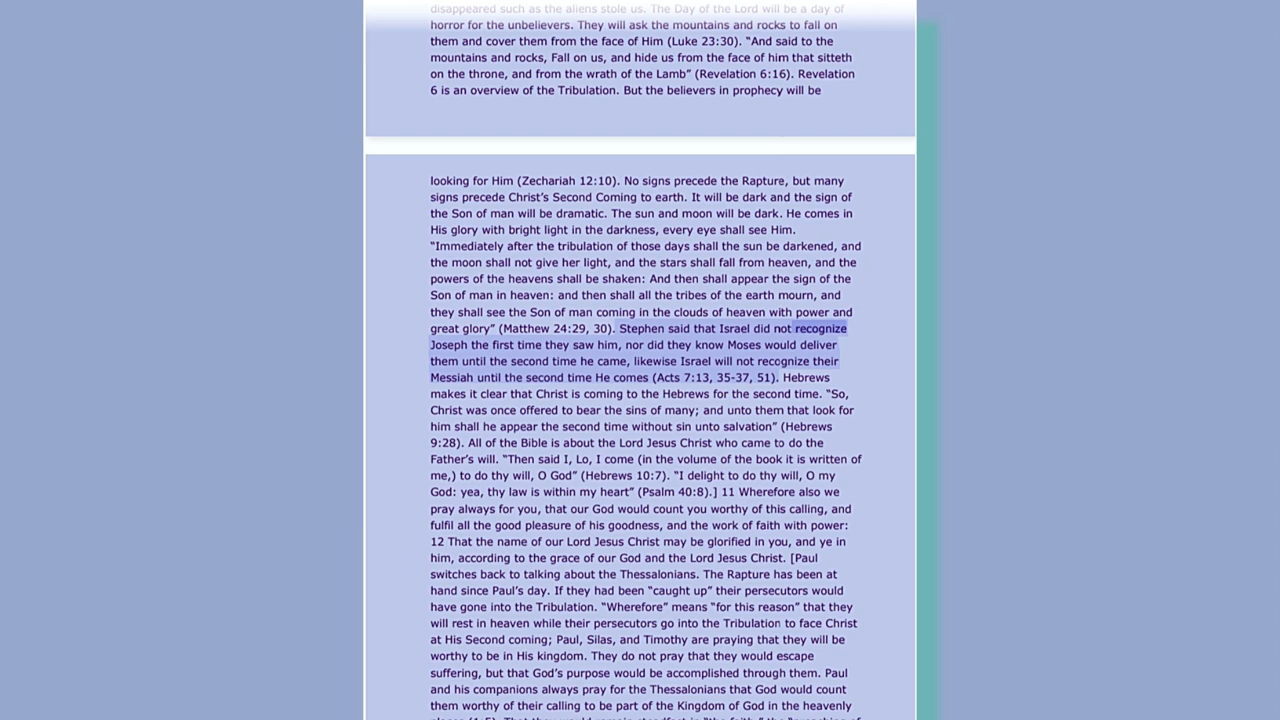 disappeared such as the aliens stole us. The Day of the Lord will be a day of
horror for the unbelievers. They will ask the mountains and rocks to fall on
them and cover them from the face of Him (Luke 23:30). “And said to the
mountains and rocks, Fall on us, and hide us from the face of him that sitteth
on the throne, and from the wrath of the Lamb” (Revelation 6:16). Revelation
6 is an overview of the Tribulation. But the believers in prophecy will be
looking for Him (Zechariah 12:10). No signs precede the Rapture, but many
signs precede Christ’s Second Coming to earth. It will be dark and the sign of
the Son of man will be dramatic. The sun and moon will be dark. He comes in
His glory with bright light in the darkness, every eye shall see Him.
“Immediately after the tribulation of those days shall the sun be darkened, and
the moon shall not give her light, and the stars shall fall from heaven, and the
powers of the heavens shall be shaken: And then shall appear the sign of the
Son of man in heaven: and then shall all the tribes of the earth mourn, and
they shall see the Son of man coming in the clouds of heaven with power and
great glory” (Matthew 24:29, 30). Stephen said that Israel did not recognize
Joseph the first time they saw him, nor did they know Moses would deliver
them until the second time he came, likewise Israel will not recognize their
Messiah until the second time He comes (Acts 7:13, 35-37, 51). Hebrews
makes it clear that Christ is coming to the Hebrews for the second time. “So,
Christ was once offered to bear the sins of many; and unto them that look for
him shall he appear the second time without sin unto salvation” (Hebrews
9:28). All of the Bible is about the Lord Jesus Christ who came to do the
Father’s will. “Then said I, Lo, I come (in the volume of the book it is written of
me,) to do thy will, O God” (Hebrews 10:7). “I delight to do thy will, O my
God: yea, thy law is within my heart” (Psalm 40:8).] 11 Wherefore also we
pray always for you, that our God would count you worthy of this calling, and
fulfil all the good pleasure of his goodness, and the work of faith with power:
12 That the name of our Lord Jesus Christ may be glorified in you, and ye in
him, according to the grace of our God and the Lord Jesus Christ. [Paul
switches back to talking about the Thessalonians. The Rapture has been at
hand since Paul’s day. If they had been “caught up” their persecutors would
have gone into the Tribulation. “Wherefore” means “for this reason” that they
will rest in heaven while their persecutors go into the Tribulation to face Christ
at His Second coming; Paul, Silas, and Timothy are praying that they will be
worthy to be in His kingdom. They do not pray that they would escape
suffering, but that God’s purpose would be accomplished through them. Paul
and his companions always pray for the Thessalonians that God would count
them worthy of their calling to be part of the Kingdom of God in the heavenly